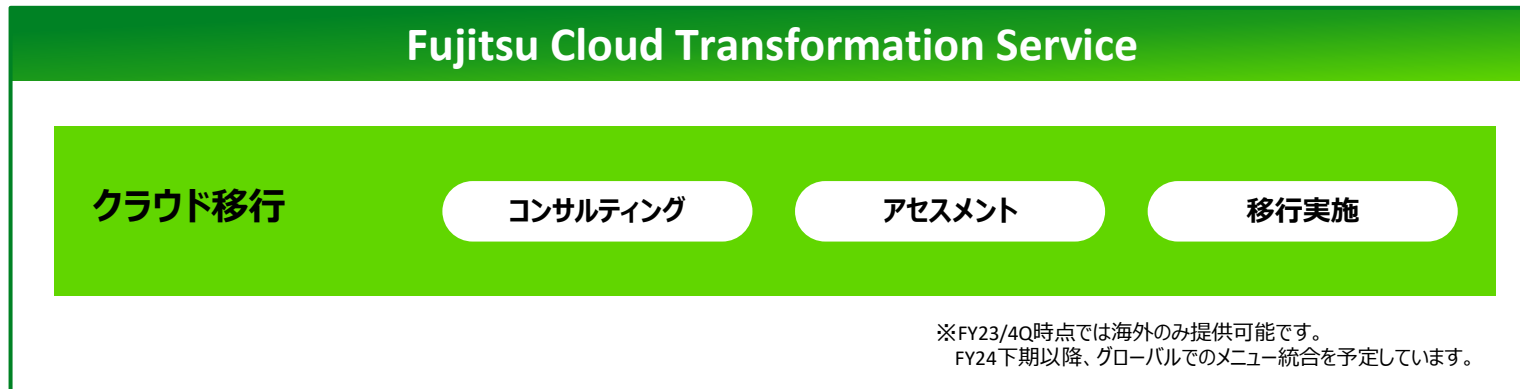 Fujitsu Cloud Transformation Service
クラウド移行
コンサルティング
アセスメント
移行実施
※FY23/4Q時点では海外のみ提供可能です。
FY24下期以降、グローバルでのメニュー統合を予定しています。